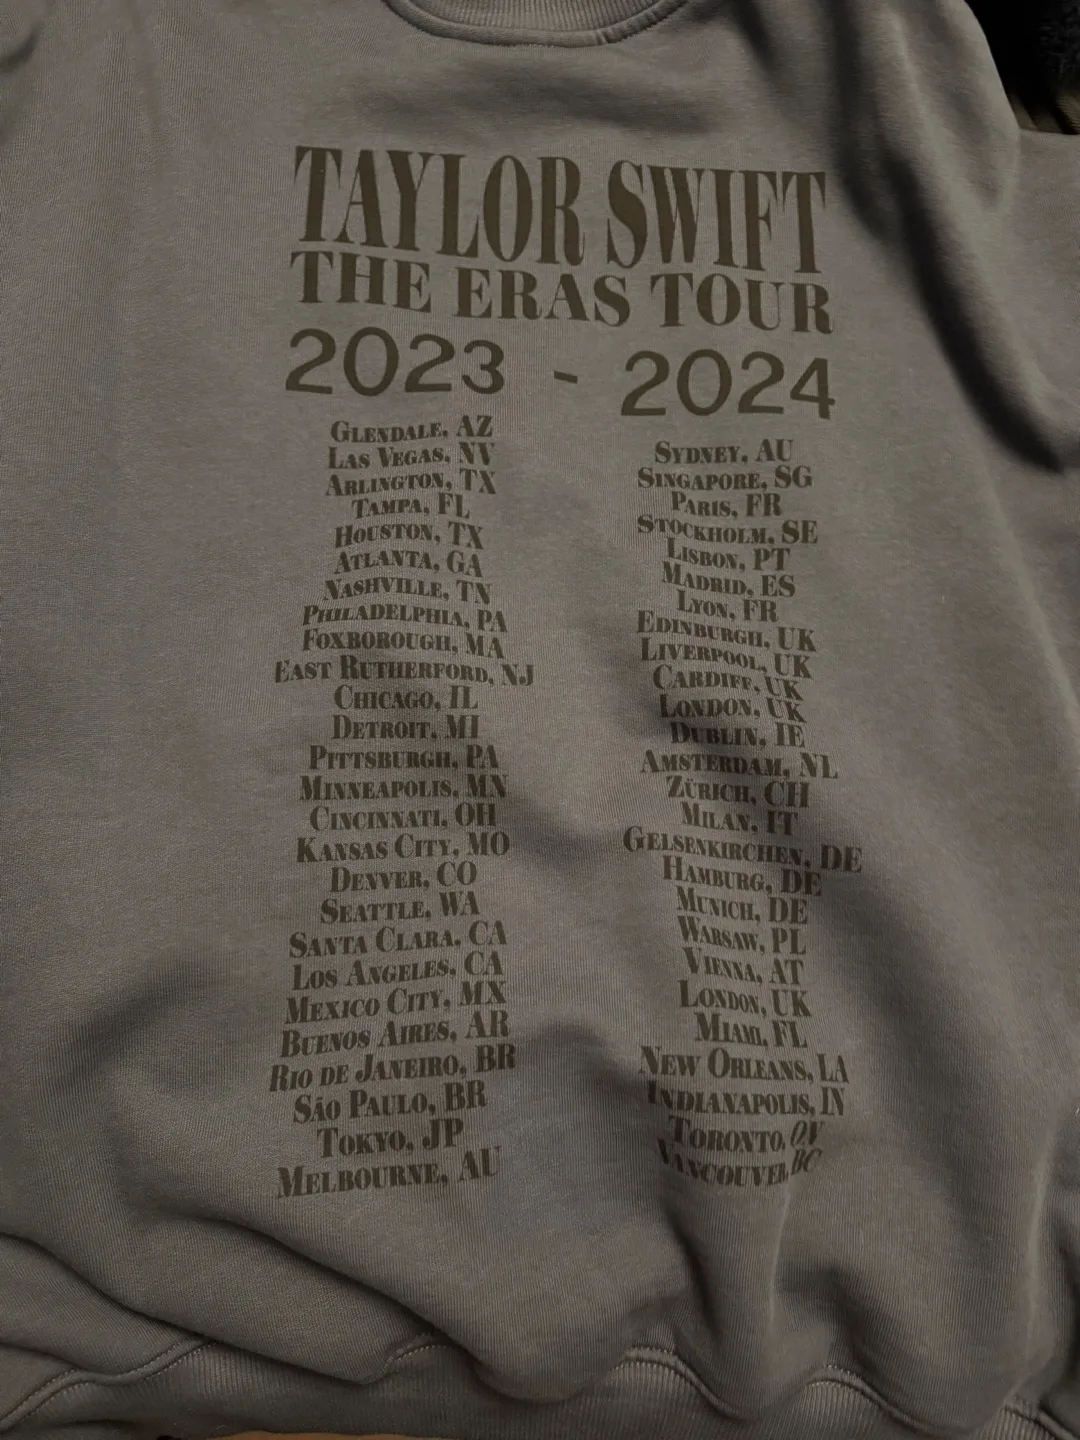 TAYLOR SWIFT
THE ERAS TOUR
2023 - 2024
GLENDALE, AZ
LAS VEGAS, NV
ARLINGTON, TX
TAMPA, FL
HOUSTON, TX
ATLANTA, GA
NASHVILLE, TN
PHILADELPHIA, PA
FOXBOROUGH, MA
EAST RUTHERFORD, NJ
CHICAGO, IL
DETROIT, MI
PITTSBURGH, PA
MINNEAPOLIS, MN
CINCINNATI, OH
KANSAS CITY, MO
DENVER, CO
SEATTLE, WA
SANTA CLARA, CA
LOS ANGELES, CA
MEXICO CITY, MX
BUENOS AIRES, AR
RIO DE JANEIRO, BR
SÃO PAULO, BR
TOKYO, JP
MELBOURNE, AU
SYDNEY, AU
SINGAPORE, SG
PARIS, FR
STOCKHOLM, SE
LISBON, PT
MADRID, ES
LYON, FR
EDINBURGH, UK
LIVERPOOL, UK
CARDIFF, UK
LONDON, UK
DUBLIN, IE
AMSTERDAM, NL
ZÜRICH, CH
MILAN, IT
GELSENKIRCHEN, DE
HAMBURG, DE
MUNICH, DE
WARSAW, PL
VIENNA, AT
LONDON, UK
MIAMI, FL
NEW ORLEANS, LA
INDIANAPOLIS, IN
TORONTO, ON
VANCOUVER, BC